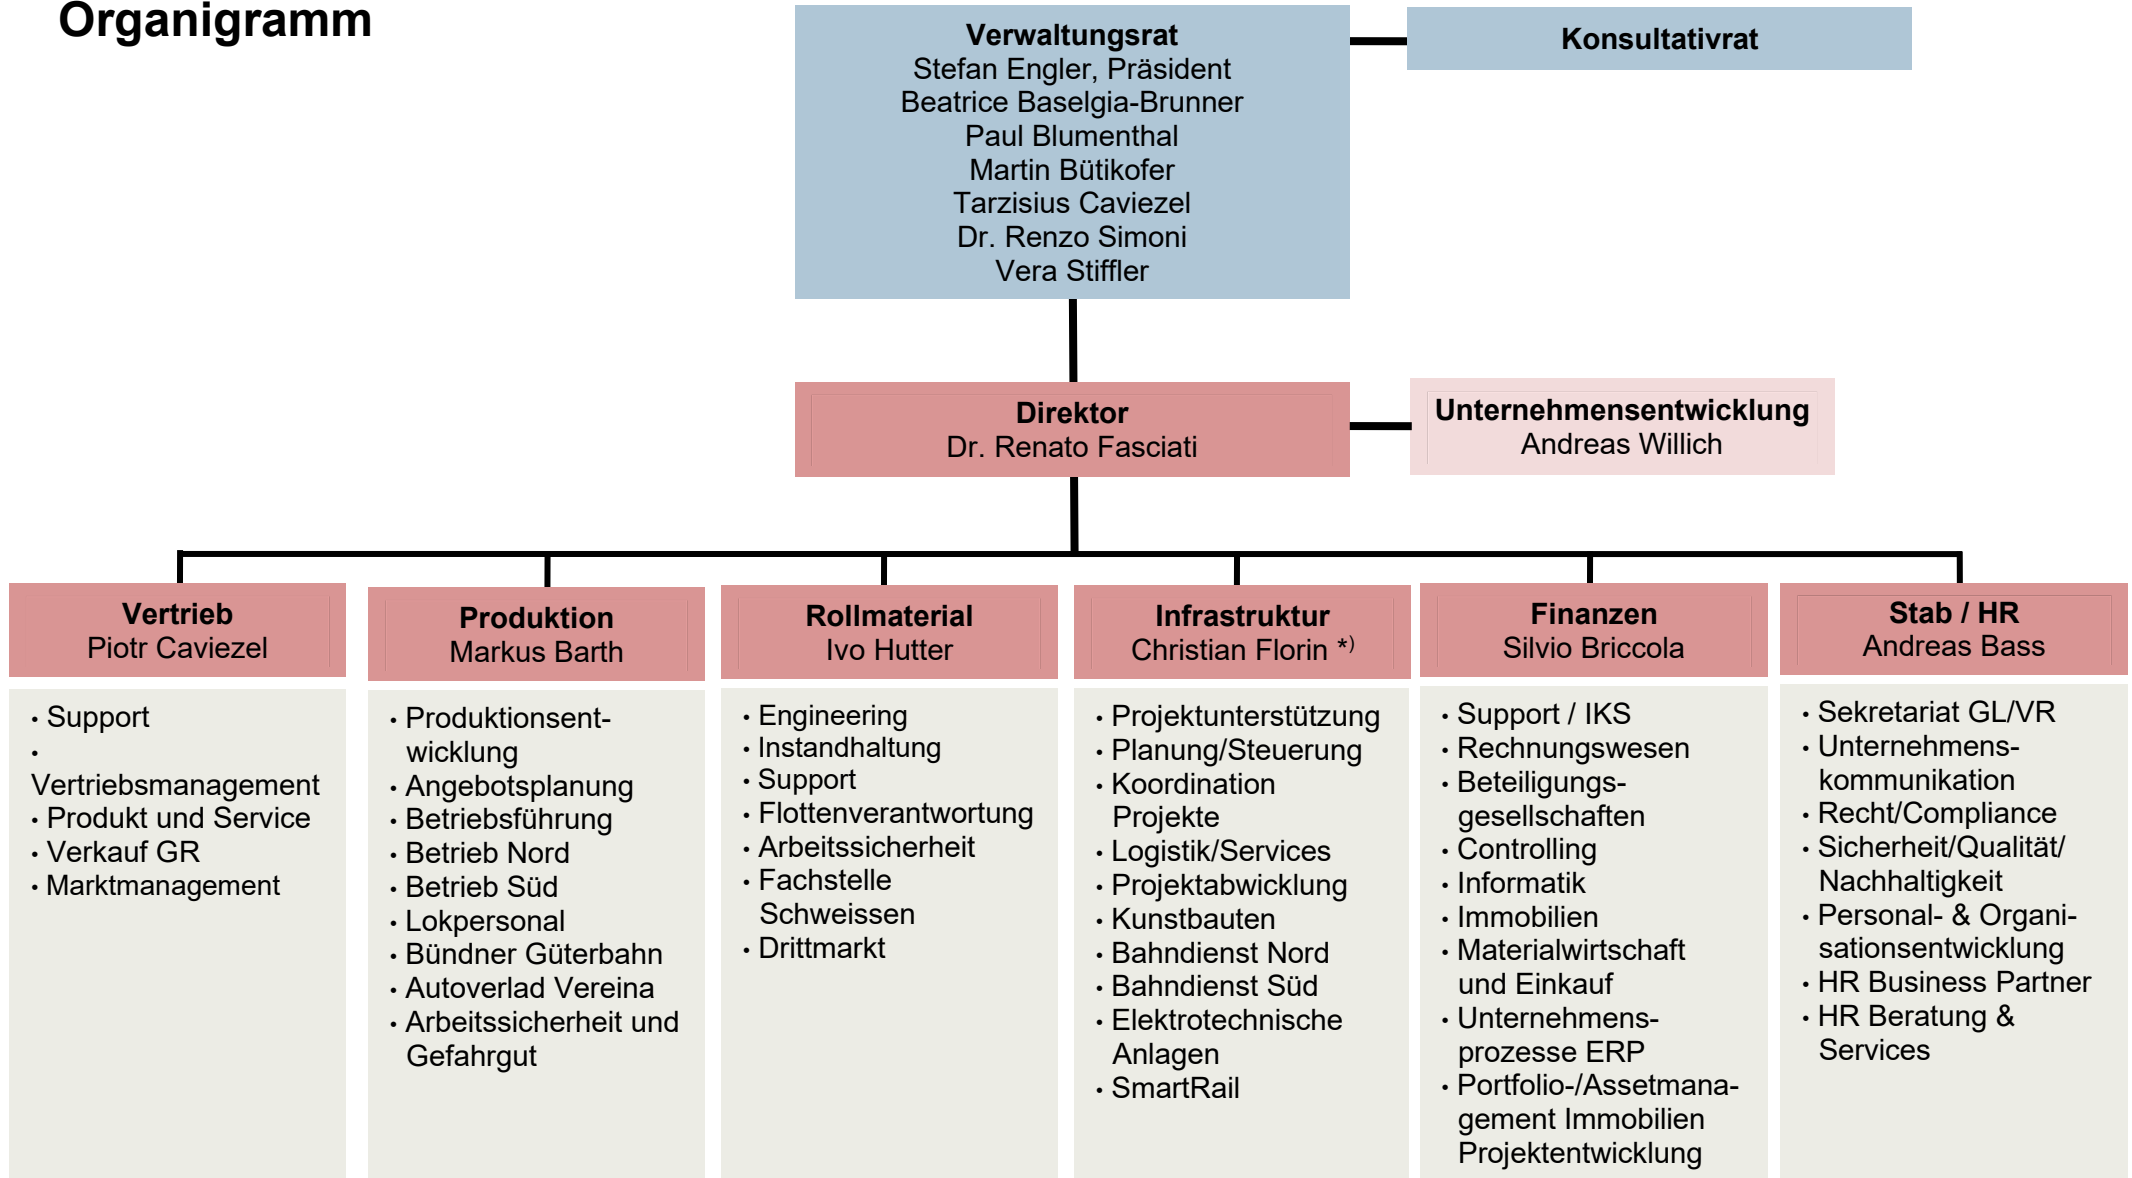 Organigramm
Verwaltungsrat
Stefan Engler, Präsident
Beatrice Baselgia-Brunner
Paul Blumenthal
Martin Bütikofer
Tarzisius Caviezel
Dr. Renzo Simoni
Vera Stiffler
Konsultativrat
Direktor
Dr. Renato Fasciati
Unternehmensentwicklung
Andreas Willich
Vertrieb
Piotr Caviezel
• Support
•
Vertriebsmanagement
• Produkt und Service
• Verkauf GR
• Marktmanagement
Produktion
Markus Barth
• Produktionsent-
wicklung
• Angebotsplanung
• Betriebsführung
• Betrieb Nord
• Betrieb Süd
• Lokpersonal
• Bündner Güterbahn
• Autoverlad Vereina
• Arbeitssicherheit und
Gefahrgut
Rollmaterial
Ivo Hutter
• Engineering
• Instandhaltung
• Support
• Flottenverantwortung
• Arbeitssicherheit
• Fachstelle
Schweissen
• Drittmarkt
Infrastruktur
Christian Florin *)
• Projektunterstützung
• Planung/Steuerung
• Koordination
Projekte
• Logistik/Services
• Projektabwicklung
• Kunstbauten
• Bahndienst Nord
• Bahndienst Süd
• Elektrotechnische
Anlagen
• SmartRail
Finanzen
Silvio Briccola
• Support / IKS
• Rechnungswesen
• Beteiligungs-
gesellschaften
• Controlling
• Informatik
• Immobilien
• Materialwirtschaft
und Einkauf
• Unternehmens-
prozesse ERP
• Portfolio-/Assetmana-
gement Immobilien
Projektentwicklung
Stab / HR
Andreas Bass
• Sekretariat GL/VR
• Unternehmens-
kommunikation
• Recht/Compliance
• Sicherheit/Qualität/
Nachhaltigkeit
• Personal- & Organi-
sationsentwicklung
• HR Business Partner
• HR Beratung &
Services